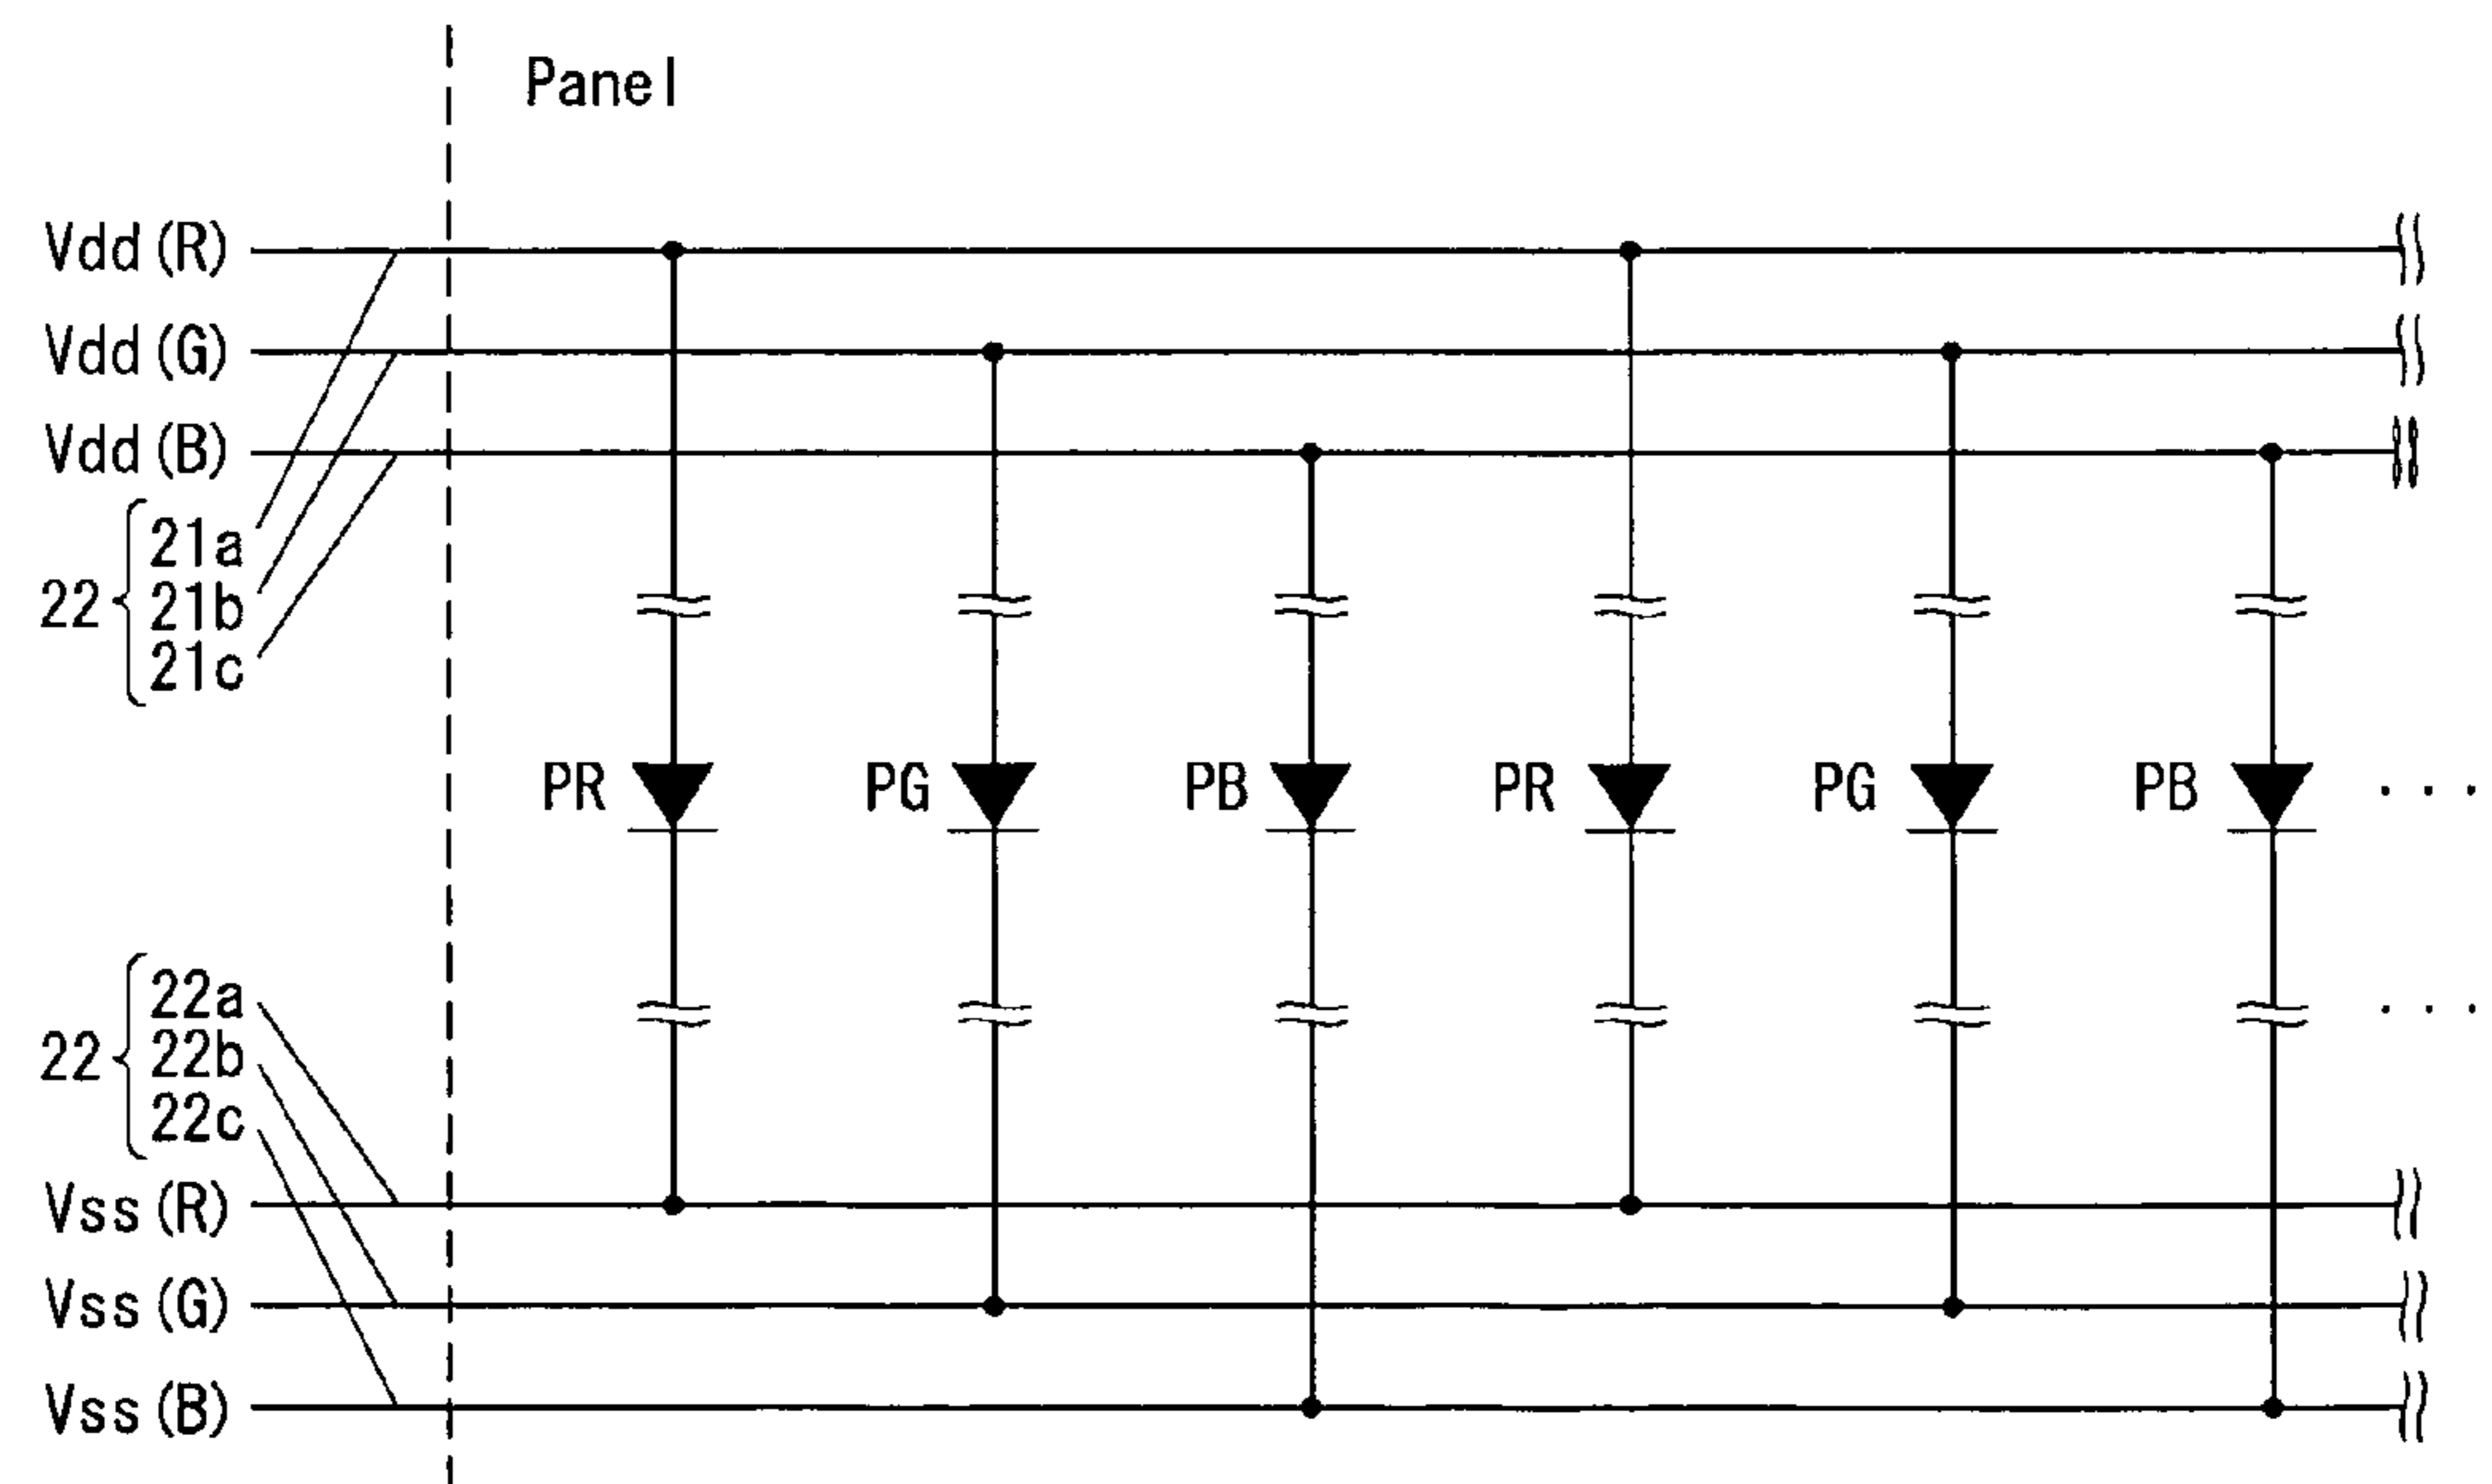 Panel
Vdd(R)
Vdd(G)
Vdd(B)
21a
22 21b
21c
PR PG PB PR PG PB ...
22a ...
22 22b
22c
Vss(R)
Vss(G)
Vss(B)